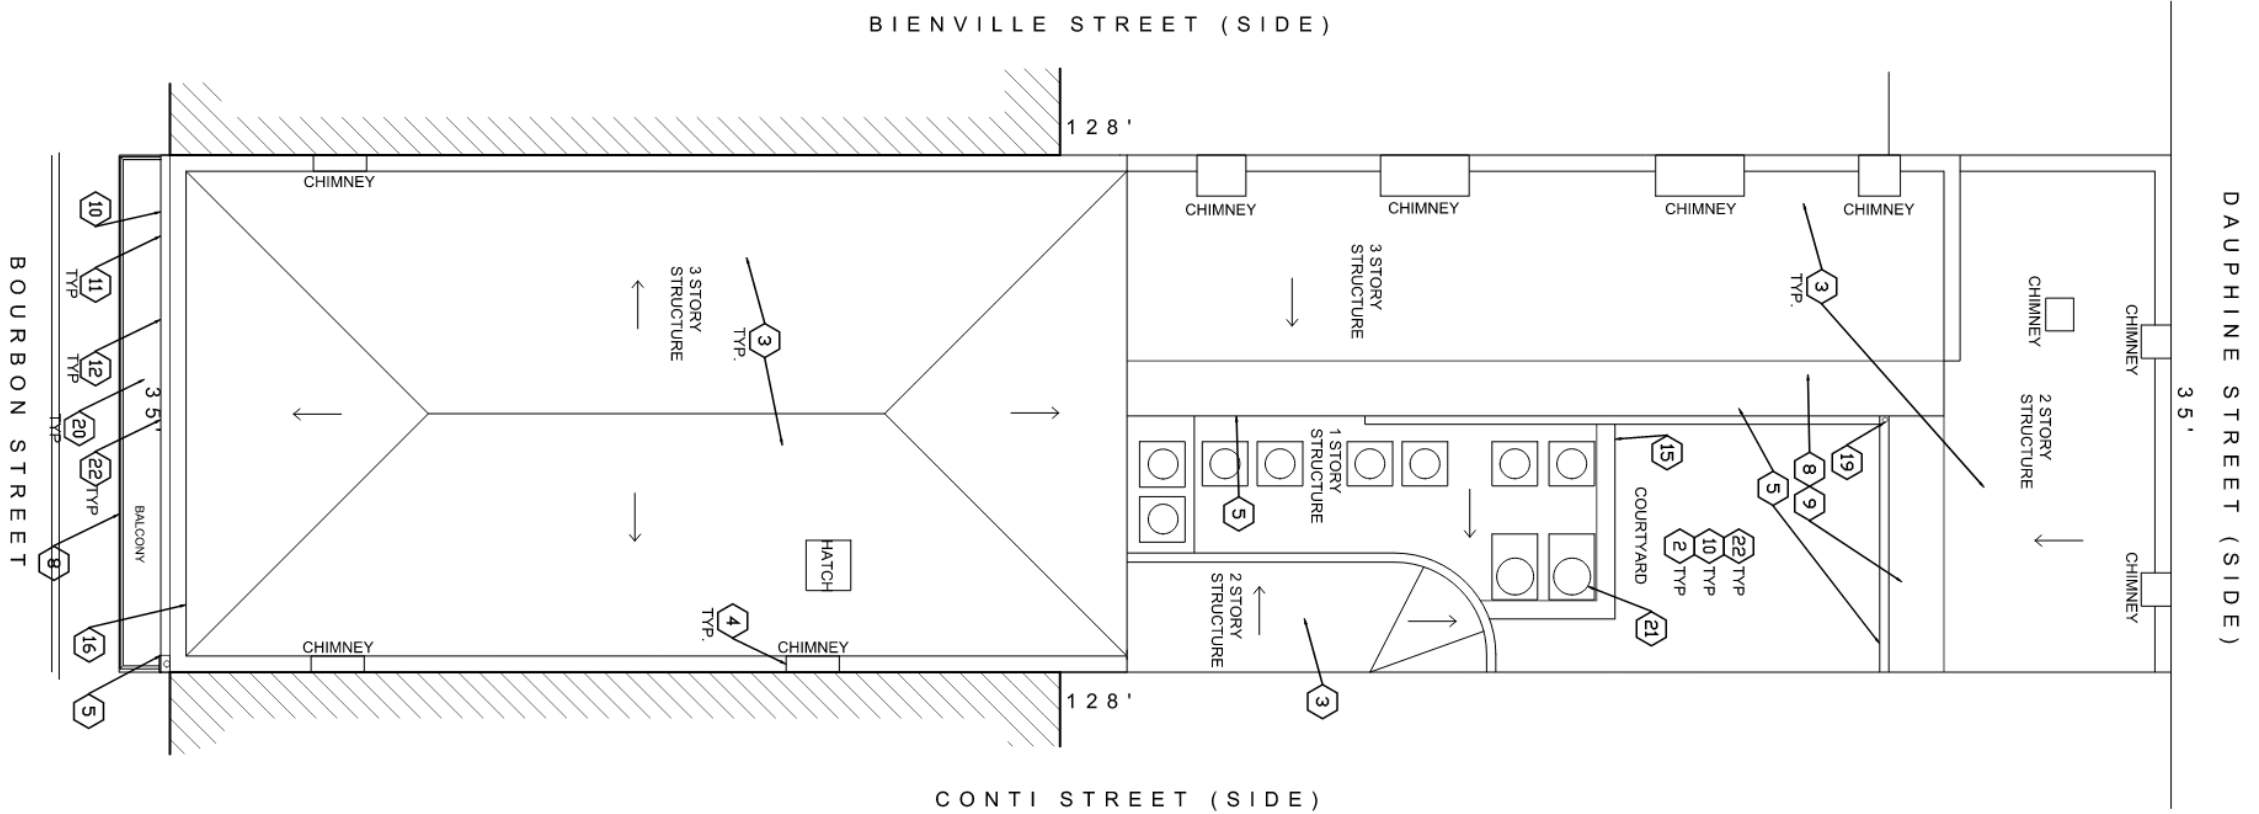 BIENVILLE STREET (SIDE)
128'
CHIMNEY
CHIMNEY
CHIMNEY
CHIMNEY
CHIMNEY
BOURBON STREET
10
11
TYP
12
TYP
35'
20
TYP
22
TYP
8
BALCONY
16
5
3 STORY
STRUCTURE
3
TYP.
HATCH
4
TYP.
CHIMNEY
CHIMNEY
3 STORY
STRUCTURE
3
TYP.
1 STORY
STRUCTURE
5
15
COURTYARD
2 TYP
10 TYP
22 TYP
5
8
9
19
21
2 STORY
STRUCTURE
3
CHIMNEY
CHIMNEY
2 STORY
STRUCTURE
CHIMNEY
35'
DAUPHINE STREET (SIDE)
128'
CONTI STREET (SIDE)